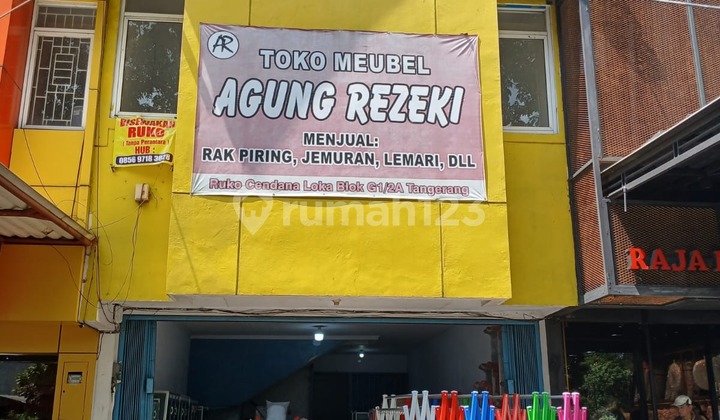 AR
TOKO MEUBEL
AGUNG REZEKI
MENJUAL:
RAK PIRING, JEMURAN, LEMARI, DLL
Ruko Cendana Loka Blok G1/2A Tangerang
DISEWAKAN
RUKO
HUB :
rumah123
RAJA